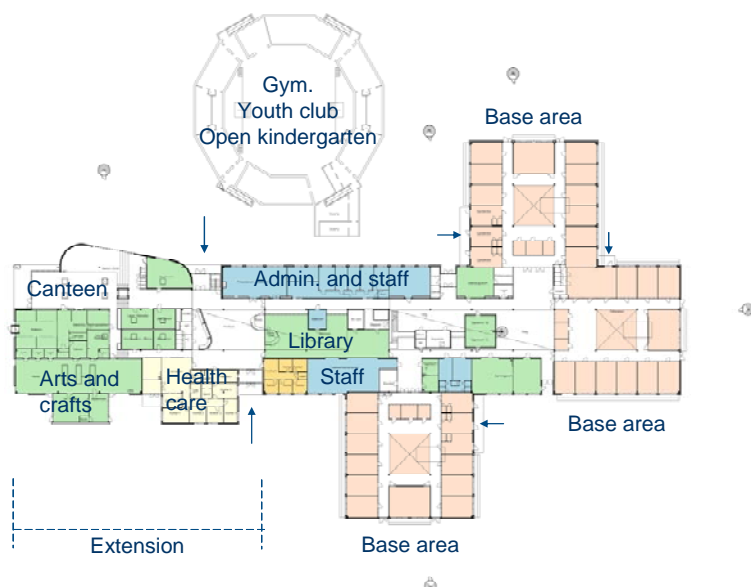 Gym.
Youth club
Open kindergarten
Base area
Admin. and staff
Canteen
Library
Arts and
crafts
Health
care
Staff
Base area
Extension
Base area